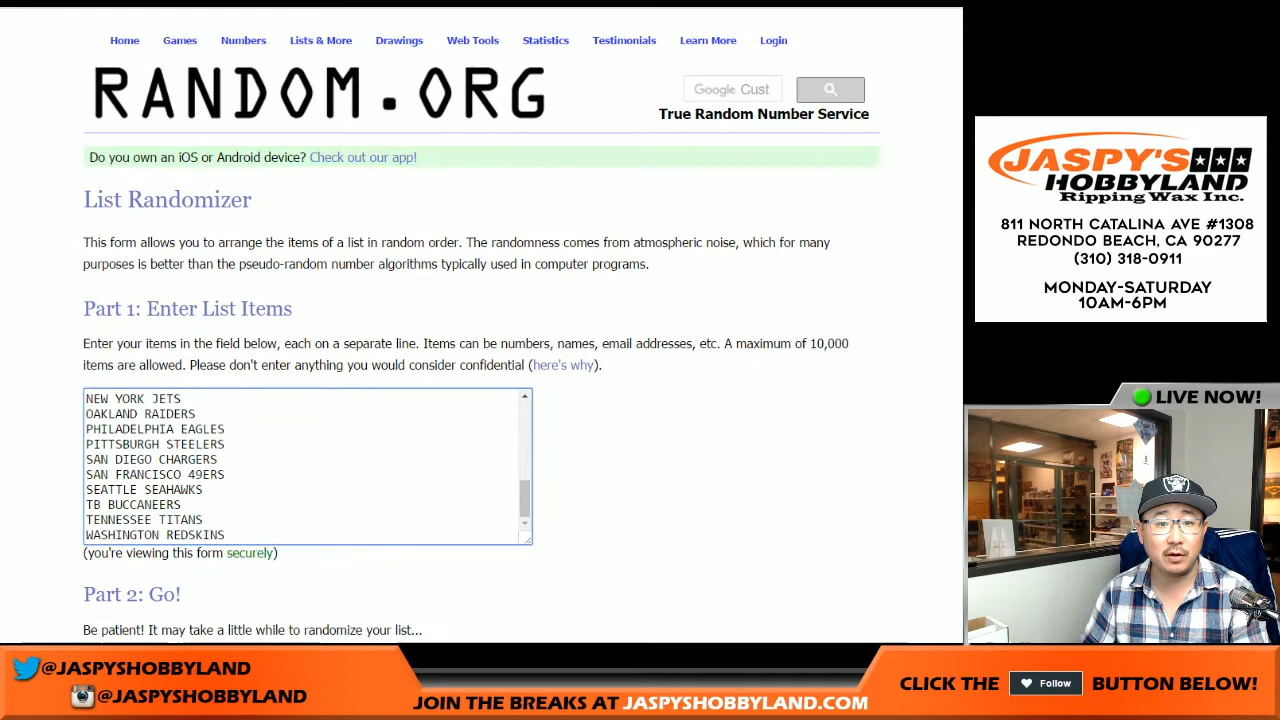 Home Games Numbers Lists & More Drawings Web Tools Statistics Testimonials Learn More Login
RANDOM.ORG
Google Cust
True Random Number Service
Do you own an iOS or Android device? Check out our app!
List Randomizer
This form allows you to arrange the items of a list in random order. The randomness comes from atmospheric noise, which for many
purposes is better than the pseudo-random number algorithms typically used in computer programs.
Part 1: Enter List Items
Enter your items in the field below, each on a separate line. Items can be numbers, names, email addresses, etc. A maximum of 10,000
items are allowed. Please don't enter anything you would consider confidential (here's why).
NEW YORK JETS
OAKLAND RAIDERS
PHILADELPHIA EAGLES
PITTSBURGH STEELERS
SAN DIEGO CHARGERS
SAN FRANCISCO 49ERS
SEATTLE SEAHAWKS
TB BUCCANEERS
TENNESSEE TITANS
WASHINGTON REDSKINS
(you're viewing this form securely)
Part 2: Go!
Be patient! It may take a little while to randomize your list...
JASPY'S
HOBBYLAND
Ripping Wax Inc.
811 NORTH CATALINA AVE #1308
REDONDO BEACH, CA 90277
(310) 318-0911
MONDAY-SATURDAY
10AM-6PM
LIVE NOW!
@JASPYSHOBBYLAND
@JASPYSHOBBYLAND
JOIN THE BREAKS AT JASPYSHOBBYLAND.COM
CLICK THE Follow BUTTON BELOW!